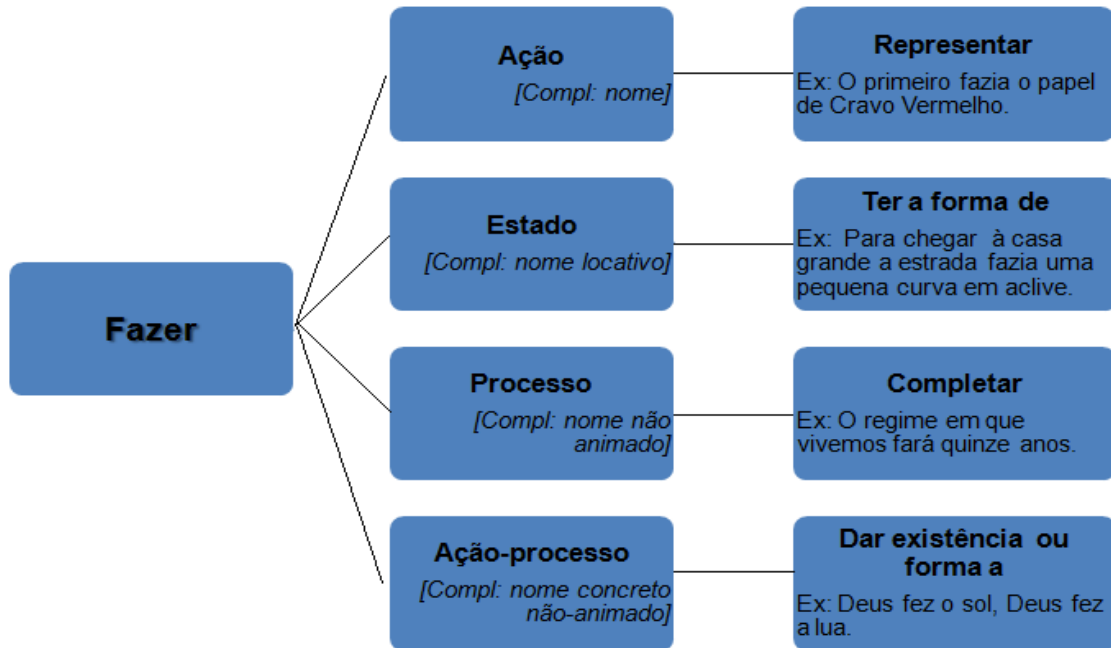 Fazer
Ação
[Compl: nome]
Representar
Ex: O primeiro fazia o papel
de Cravo Vermelho.
Estado
[Compl: nome locativo]
Ter a forma de
Ex: Para chegar à casa
grande a estrada fazia uma
pequena curva em aclive.
Processo
[Compl: nome não
animado]
Completar
Ex: O regime em que
vivemos fará quinze anos.
Ação-processo
[Compl: nome concreto
não-animado]
Dar existência ou
forma a
Ex: Deus fez o sol, Deus fez
a lua.